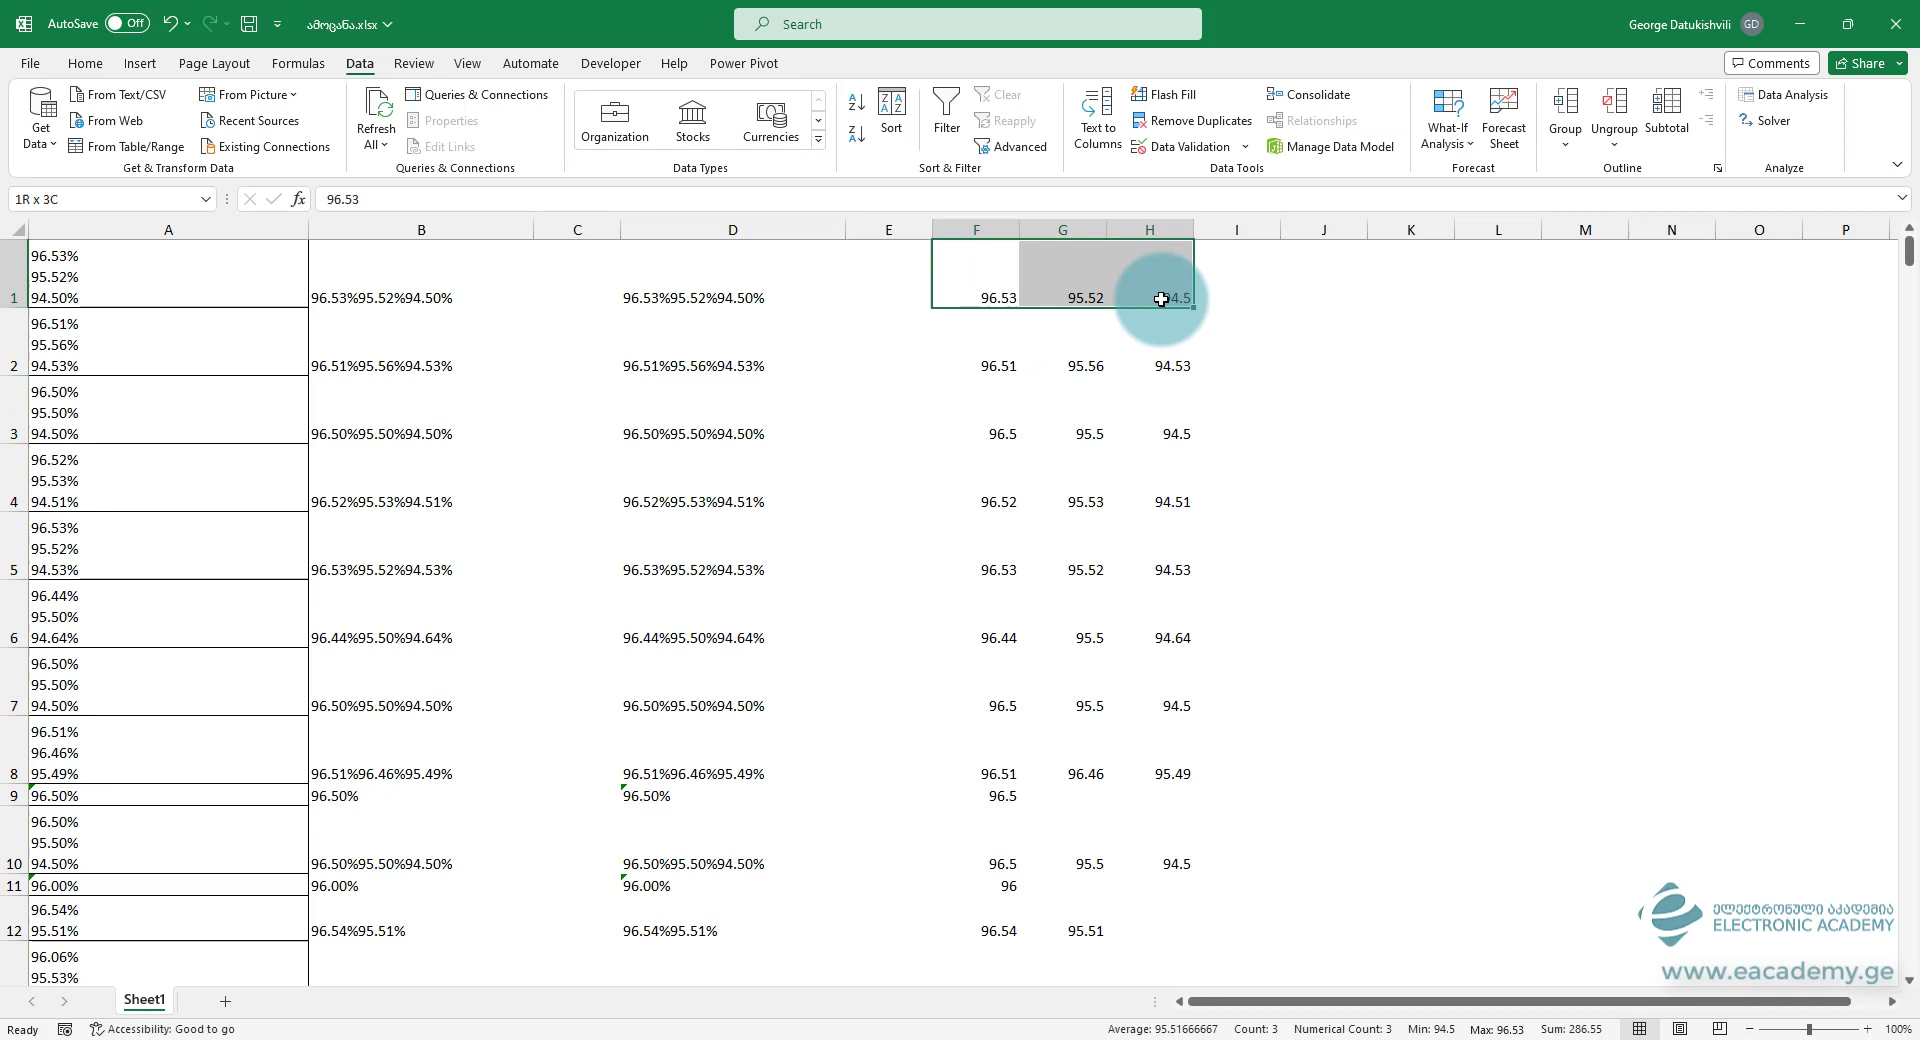 AutoSave Off ამოცანა.xlsx Search George Datukishvili GD
File Home Insert Page Layout Formulas Data Review View Automate Developer Help Power Pivot Comments Share
Get Data
From Text/CSV
From Web
From Table/Range
From Picture
Recent Sources
Existing Connections
Get & Transform Data
Refresh All
Queries & Connections
Properties
Edit Links
Queries & Connections
Organization Stocks Currencies
Data Types
Sort
Filter
Clear
Reapply
Advanced
Sort & Filter
Text to Columns
Flash Fill
Remove Duplicates
Data Validation
Consolidate
Relationships
Manage Data Model
Data Tools
What-If Analysis
Forecast Sheet
Forecast
Group Ungroup Subtotal
Outline
Data Analysis
Solver
Analyze
1R x 3C fx 96.53
A B C D E F G H I J K L M N O P
96.53%
95.52%
1 94.50% 96.53%95.52%94.50% 96.53%95.52%94.50% 96.53 95.52 94.5
96.51%
95.56%
2 94.53% 96.51%95.56%94.53% 96.51%95.56%94.53% 96.51 95.56 94.53
96.50%
95.50%
3 94.50% 96.50%95.50%94.50% 96.50%95.50%94.50% 96.5 95.5 94.5
96.52%
95.53%
4 94.51% 96.52%95.53%94.51% 96.52%95.53%94.51% 96.52 95.53 94.51
96.53%
95.52%
5 94.53% 96.53%95.52%94.53% 96.53%95.52%94.53% 96.53 95.52 94.53
96.44%
95.50%
6 94.64% 96.44%95.50%94.64% 96.44%95.50%94.64% 96.44 95.5 94.64
96.50%
95.50%
7 94.50% 96.50%95.50%94.50% 96.50%95.50%94.50% 96.5 95.5 94.5
96.51%
96.46%
8 95.49% 96.51%96.46%95.49% 96.51%96.46%95.49% 96.51 96.46 95.49
9 96.50% 96.50% 96.50% 96.5
96.50%
95.50%
10 94.50% 96.50%95.50%94.50% 96.50%95.50%94.50% 96.5 95.5 94.5
11 96.00% 96.00% 96.00% 96
96.54%
12 95.51% 96.54%95.51% 96.54%95.51% 96.54 95.51
96.06%
95.53%
ელექტრონული აკადემია
ELECTRONIC ACADEMY
www.eacademy.ge
Sheet1
Ready Accessibility: Good to go Average: 95.51666667 Count: 3 Numerical Count: 3 Min: 94.5 Max: 96.53 Sum: 286.55 100%